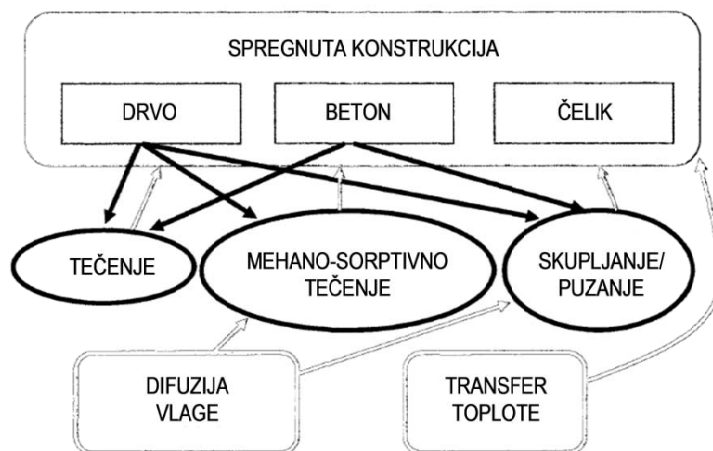 SPREGNUTA KONSTRUKCIJA
DRVO
BETON
ČELIK
TEČENJE
MEHANO-SORPTIVNO
TEČENJE
SKUPLJANJE/
PUZANJE
DIFUZIJA
VLAGE
TRANSFER
TOPLOTE